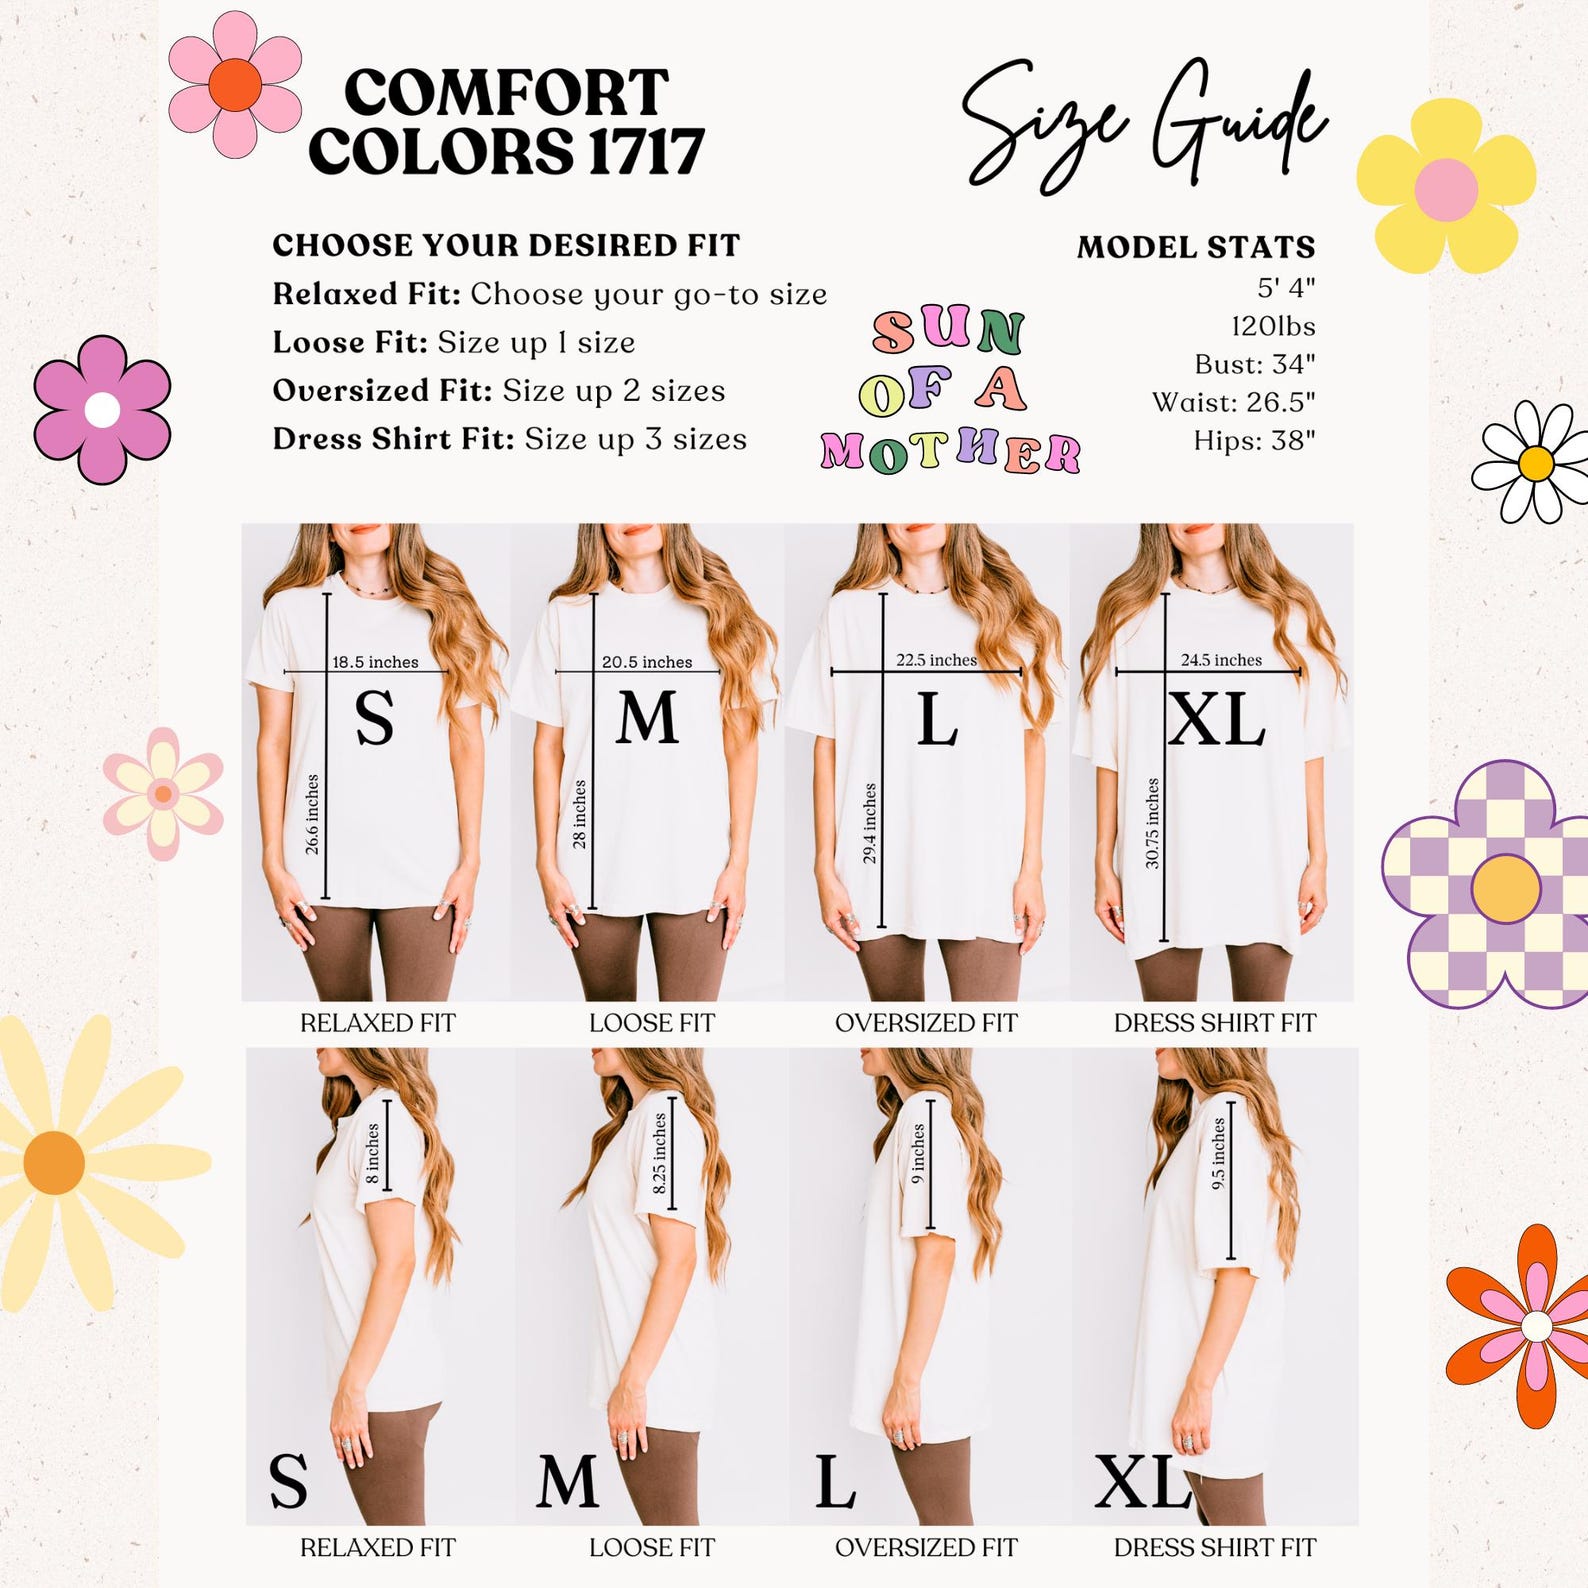 COMFORT
COLORS 1717
Size Guide
CHOOSE YOUR DESIRED FIT
Relaxed Fit: Choose your go-to size
Loose Fit: Size up 1 size
Oversized Fit: Size up 2 sizes
Dress Shirt Fit: Size up 3 sizes
SUN
OF A
MOTHER
MODEL STATS
5' 4"
120lbs
Bust: 34"
Waist: 26.5"
Hips: 38"
18.5 inches
S
26.6 inches
20.5 inches
M
28 inches
22.5 inches
L
29.4 inches
24.5 inches
XL
30.75 inches
RELAXED FIT
LOOSE FIT
OVERSIZED FIT
DRESS SHIRT FIT
8 inches
S
8.25 inches
M
9 inches
L
9.5 inches
XL
RELAXED FIT
LOOSE FIT
OVERSIZED FIT
DRESS SHIRT FIT